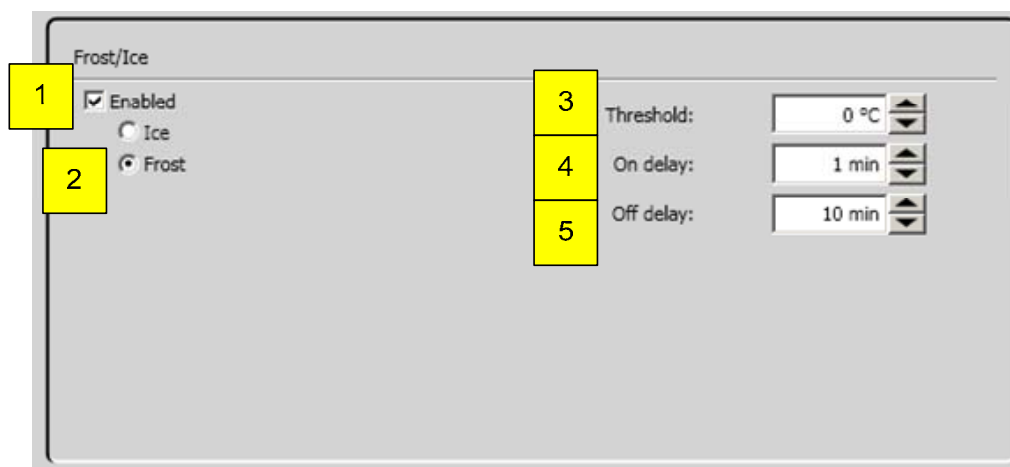 Frost/Ice
1
Enabled
Ice
2
Frost
3
Threshold: 0 ºC
4
On delay: 1 min
5
Off delay: 10 min